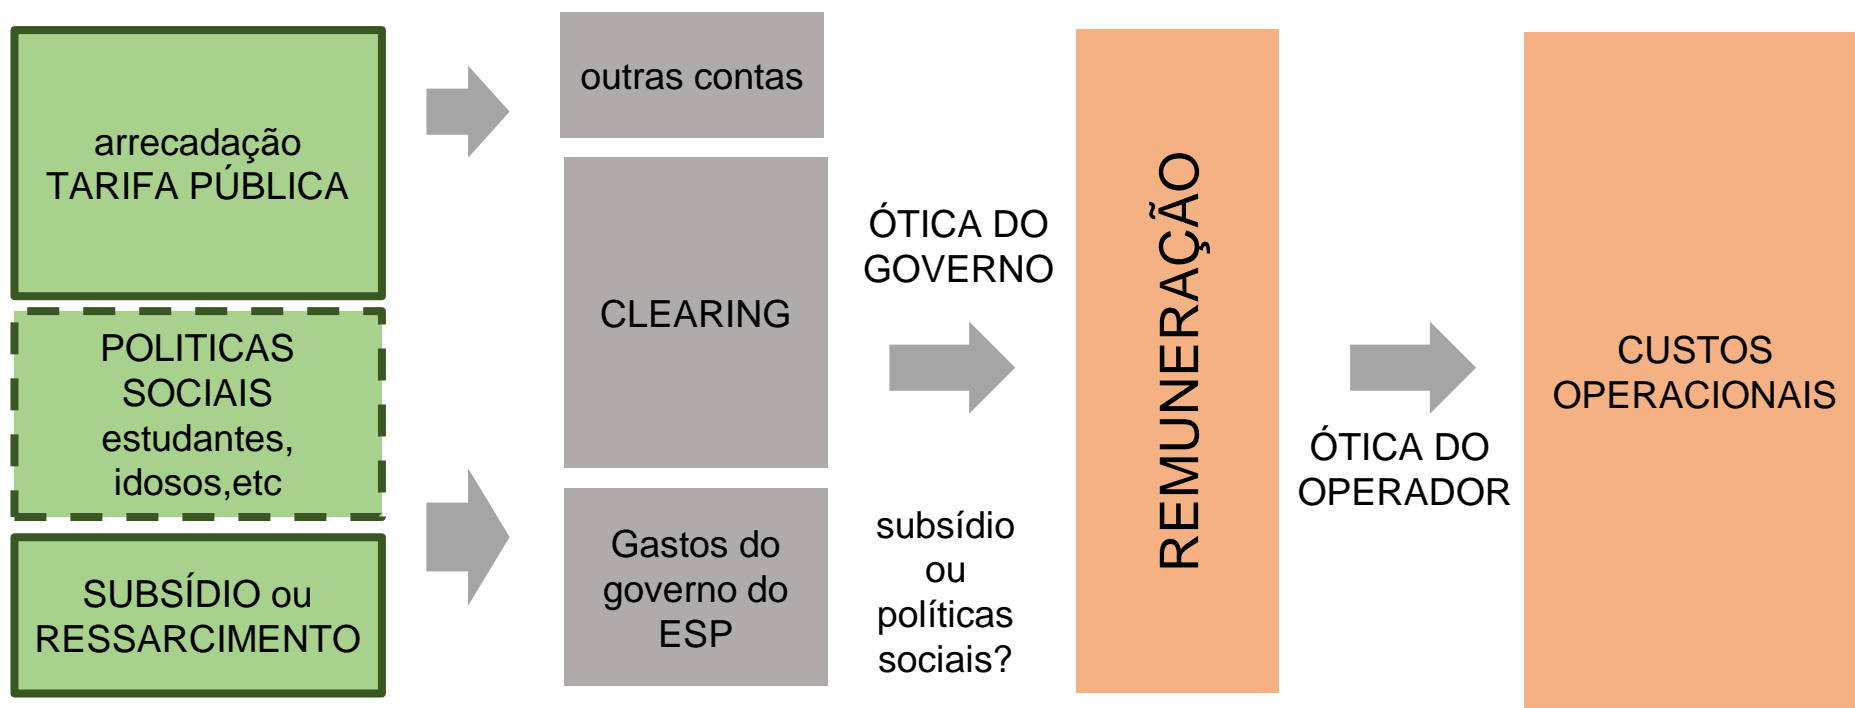 arrecadação
TARIFA PÚBLICA
POLITICAS
SOCIAIS
estudantes,
idosos,etc
SUBSÍDIO ou
RESSARCIMENTO
outras contas
CLEARING
Gastos do
governo do
ESP
ÓTICA DO
GOVERNO
subsídio
ou
políticas
sociais?
REMUNERAÇÃO
ÓTICA DO
OPERADOR
CUSTOS
OPERACIONAIS